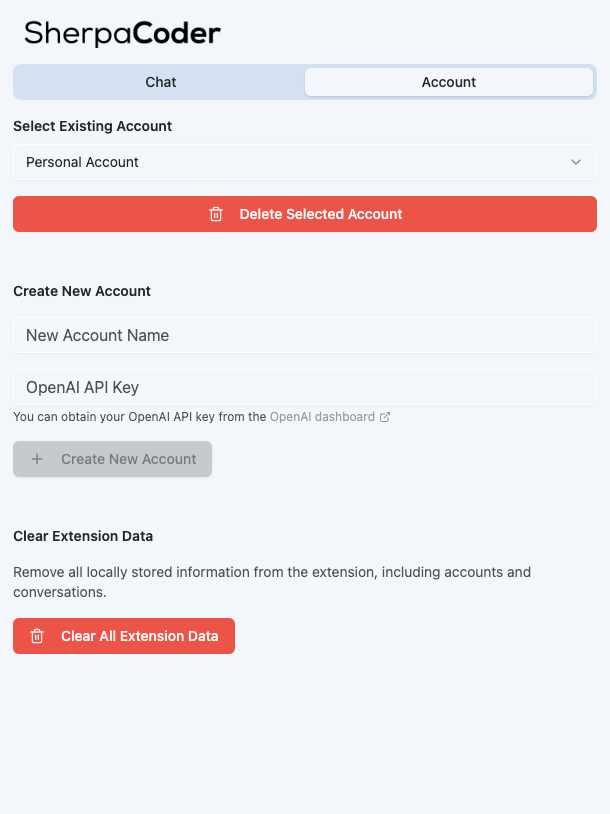 SherpaCoder
Chat
Account
Select Existing Account
Personal Account
Delete Selected Account
Create New Account
New Account Name
OpenAI API Key
You can obtain your OpenAI API key from the OpenAI dashboard
Create New Account
Clear Extension Data
Remove all locally stored information from the extension, including accounts and
conversations.
Clear All Extension Data